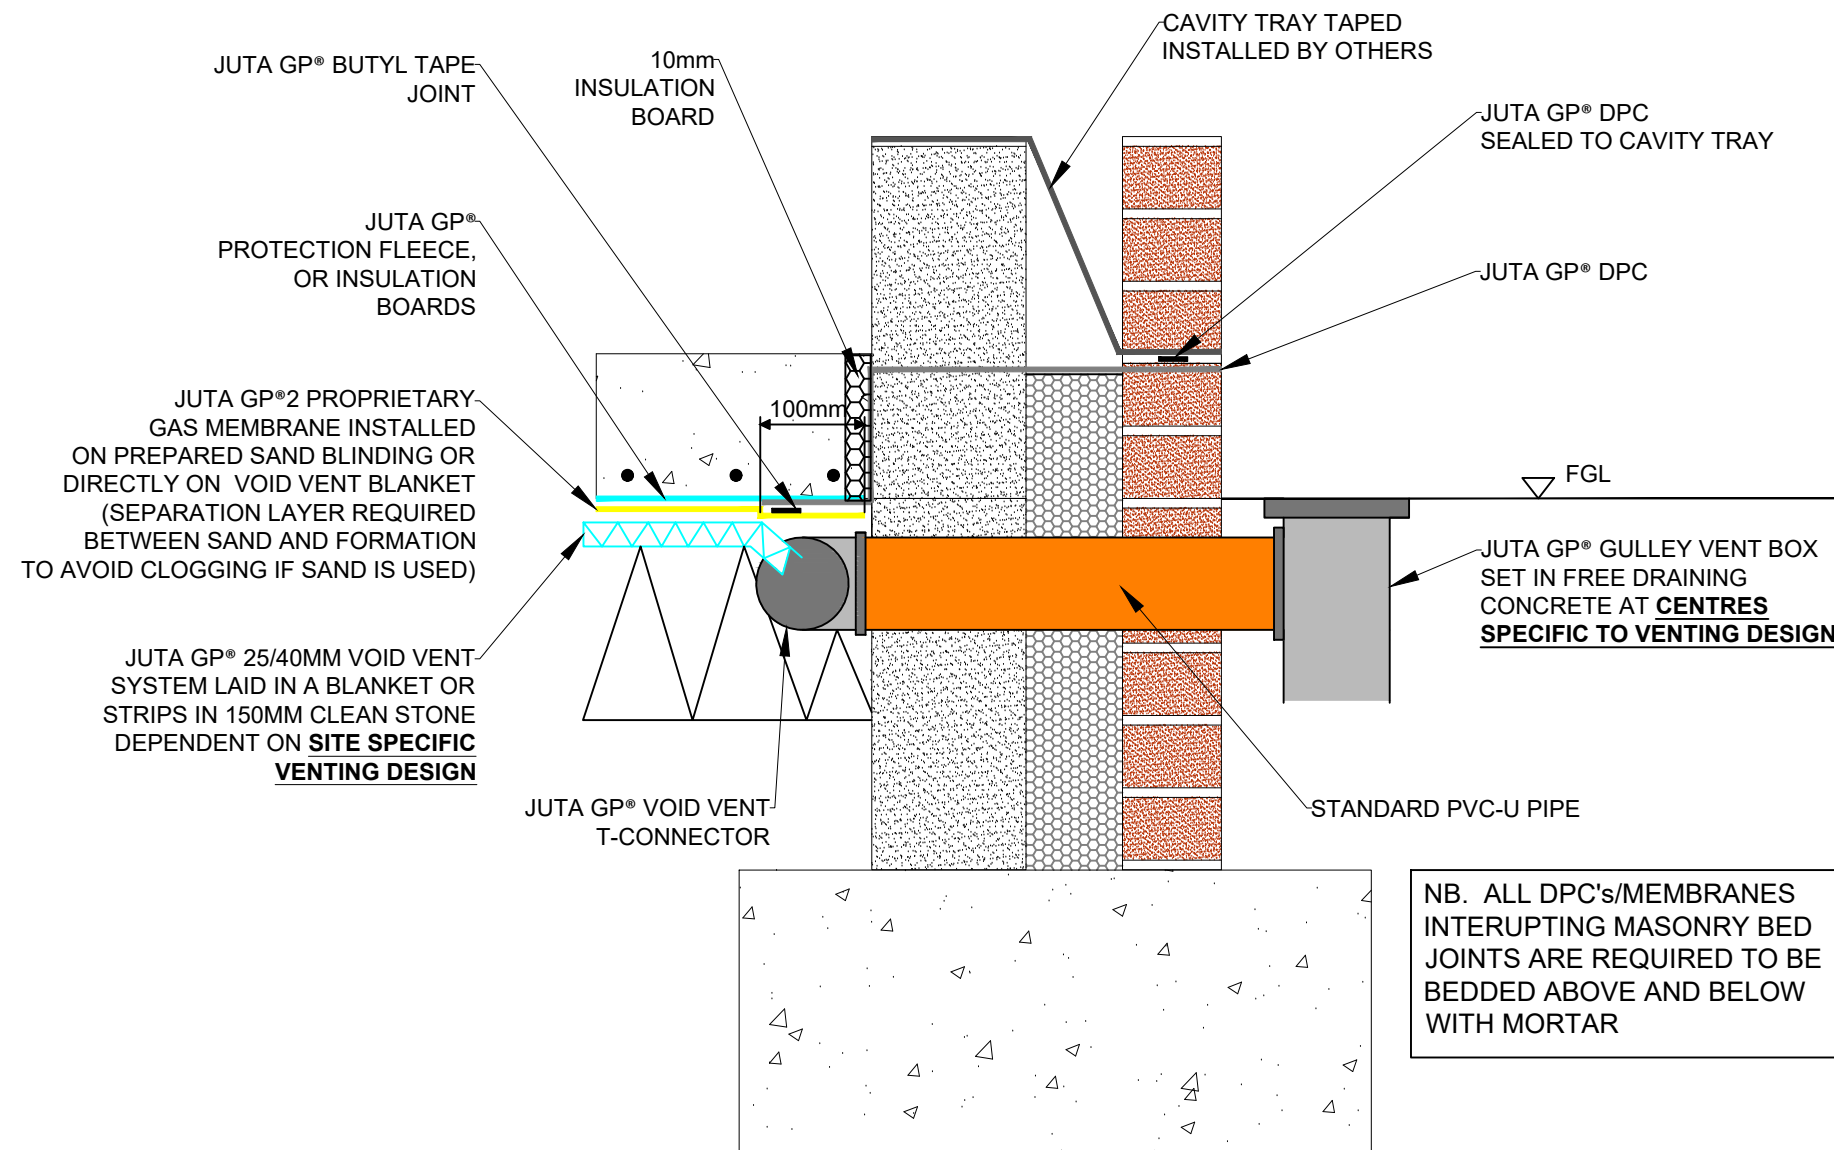 CAVITY TRAY TAPED
INSTALLED BY OTHERS
JUTA GP® BUTYL TAPE
JOINT
10mm
INSULATION
BOARD
JUTA GP® DPC
SEALED TO CAVITY TRAY
JUTA GP®
PROTECTION FLEECE,
OR INSULATION
BOARDS
JUTA GP® DPC
JUTA GP®2 PROPRIETARY
GAS MEMBRANE INSTALLED
ON PREPARED SAND BLINDING OR
DIRECTLY ON VOID VENT BLANKET
(SEPARATION LAYER REQUIRED
BETWEEN SAND AND FORMATION
TO AVOID CLOGGING IF SAND IS USED)
100mm
FGL
JUTA GP® GULLEY VENT BOX
SET IN FREE DRAINING
CONCRETE AT CENTRES
SPECIFIC TO VENTING DESIGN
JUTA GP® 25/40MM VOID VENT
SYSTEM LAID IN A BLANKET OR
STRIPS IN 150MM CLEAN STONE
DEPENDENT ON SITE SPECIFIC
VENTING DESIGN
JUTA GP® VOID VENT
T-CONNECTOR
STANDARD PVC-U PIPE
NB. ALL DPC's/MEMBRANES
INTERUPTING MASONRY BED
JOINTS ARE REQUIRED TO BE
BEDDED ABOVE AND BELOW
WITH MORTAR